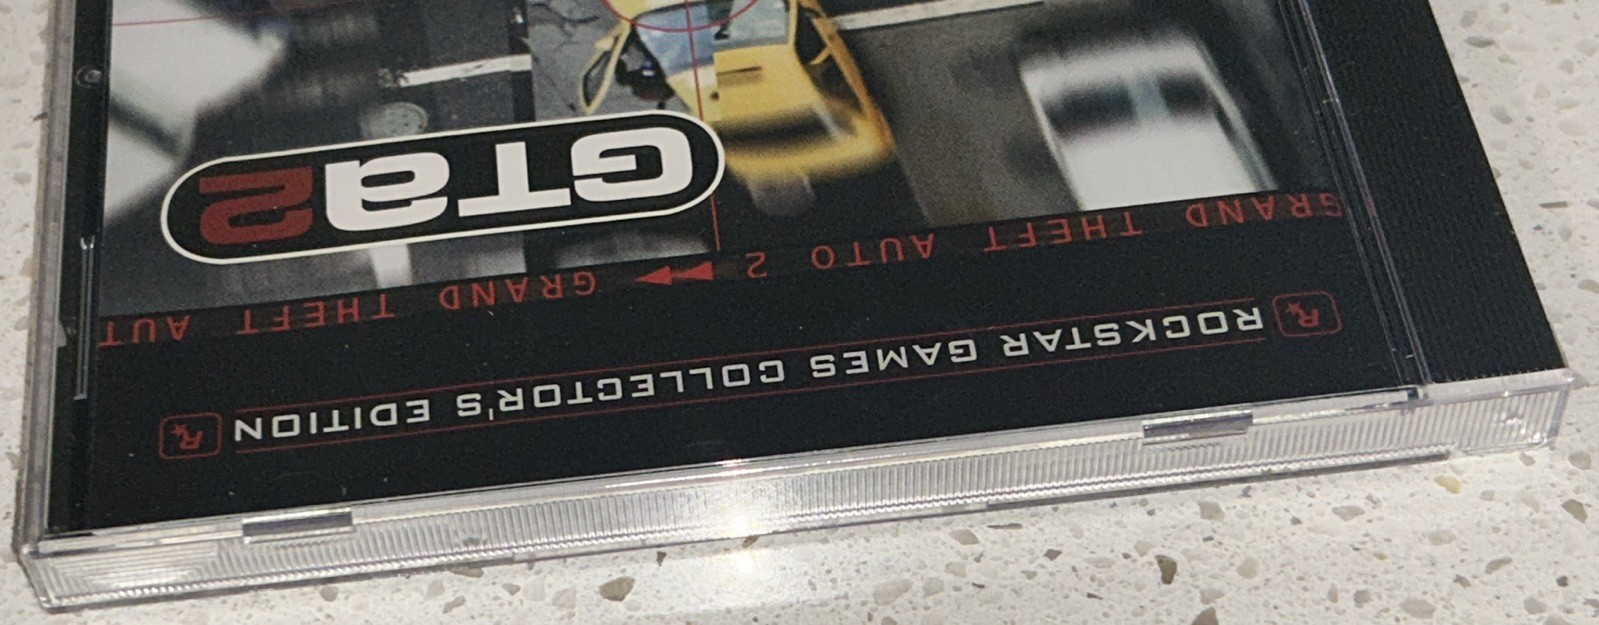 R★ ROCKSTAR GAMES COLLECTOR'S EDITION R★
GRAND THEFT AUTO 2 ►► GRAND THEFT AUT
GTa2